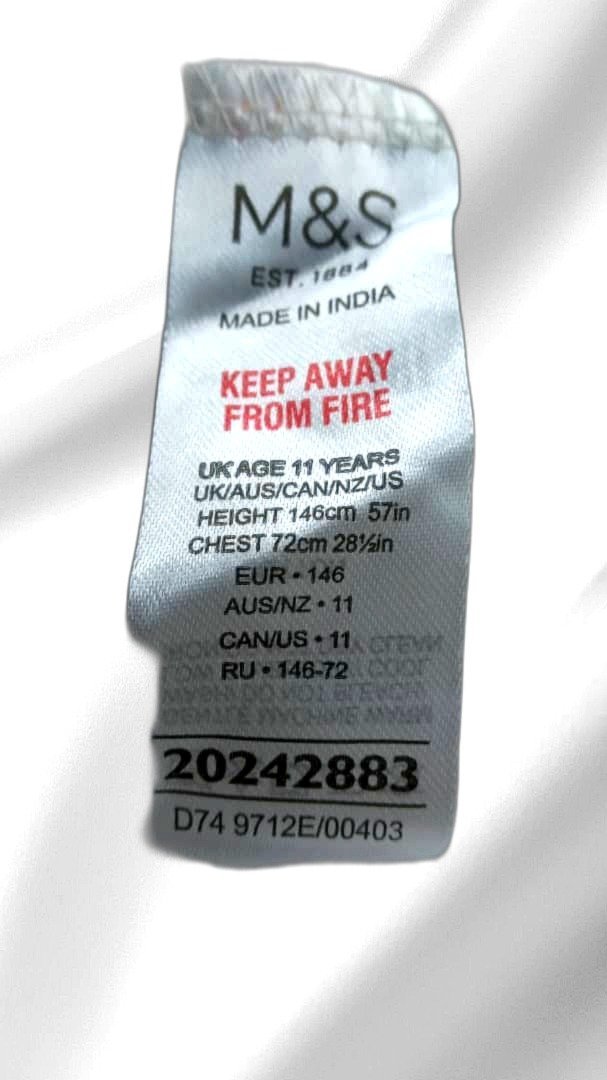 M&S
EST. 1884
MADE IN INDIA
KEEP AWAY
FROM FIRE
UK AGE 11 YEARS
UK/AUS/CAN/NZ/US
HEIGHT 146cm 57in
CHEST 72cm 28½in
EUR • 146
AUS/NZ • 11
CAN/US • 11
RU • 146-72
20242883
D74 9712E/00403